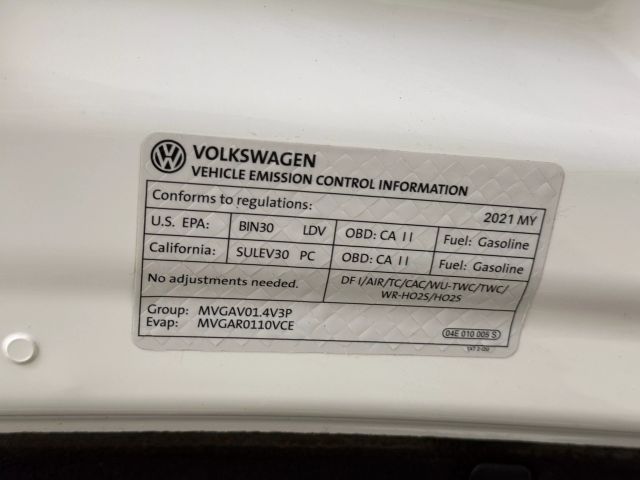 VOLKSWAGEN
VEHICLE EMISSION CONTROL INFORMATION
Conforms to regulations: 2021 MY
U.S. EPA: BIN30 LDV OBD: CA II Fuel: Gasoline
California: SULEV30 PC OBD: CA II Fuel: Gasoline
No adjustments needed. DFI/AIR/TC/CAC/WU-TWC/TWC/
WR-HO2S/HO2S
Group: MVGAV01.4V3P
Evap: MVGAR0110VCE
04E 010 005 S